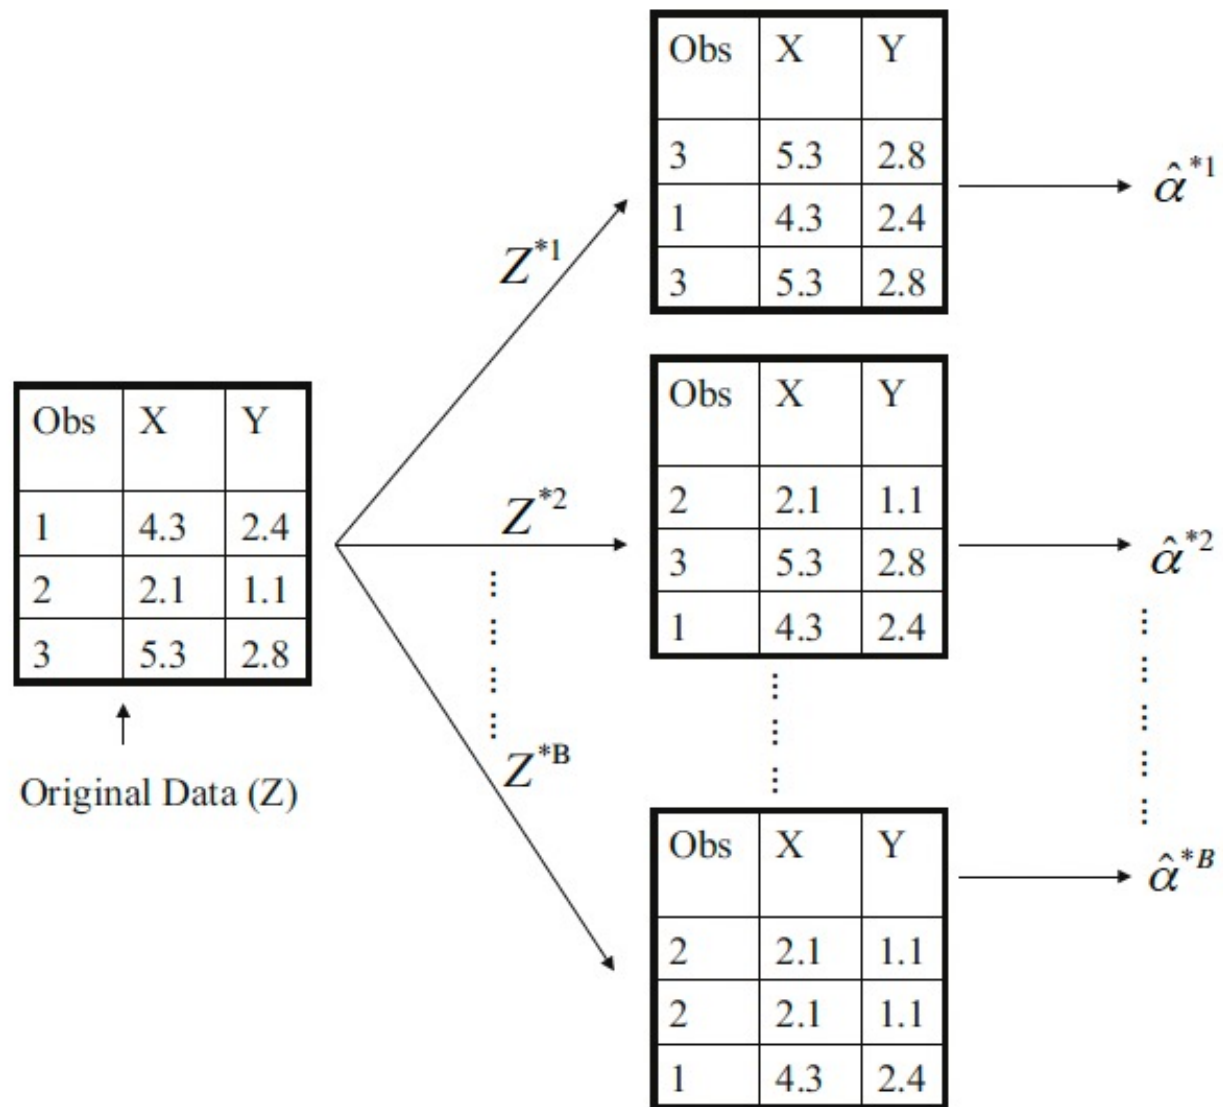 Obs X Y
3 5.3 2.8
1 4.3 2.4
3 5.3 2.8
α̂*1
Z*1
Obs X Y
1 4.3 2.4
2 2.1 1.1
3 5.3 2.8
Original Data (Z)
Z*2
Obs X Y
2 2.1 1.1
3 5.3 2.8
1 4.3 2.4
α̂*2
Z*B
Obs X Y
2 2.1 1.1
2 2.1 1.1
1 4.3 2.4
α̂*B